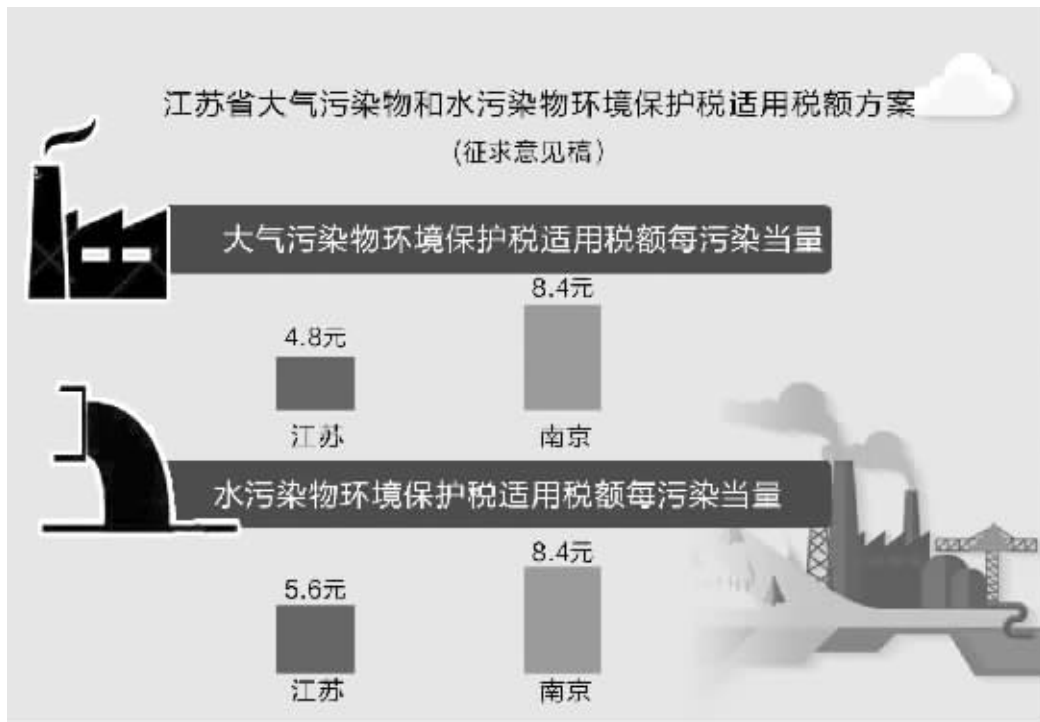 江苏省大气污染物和水污染物环境保护税适用税额方案
(征求意见稿)
大气污染物环境保护税适用税额每污染当量
4.8元
8.4元
江苏
南京
水污染物环境保护税适用税额每污染当量
5.6元
8.4元
江苏
南京